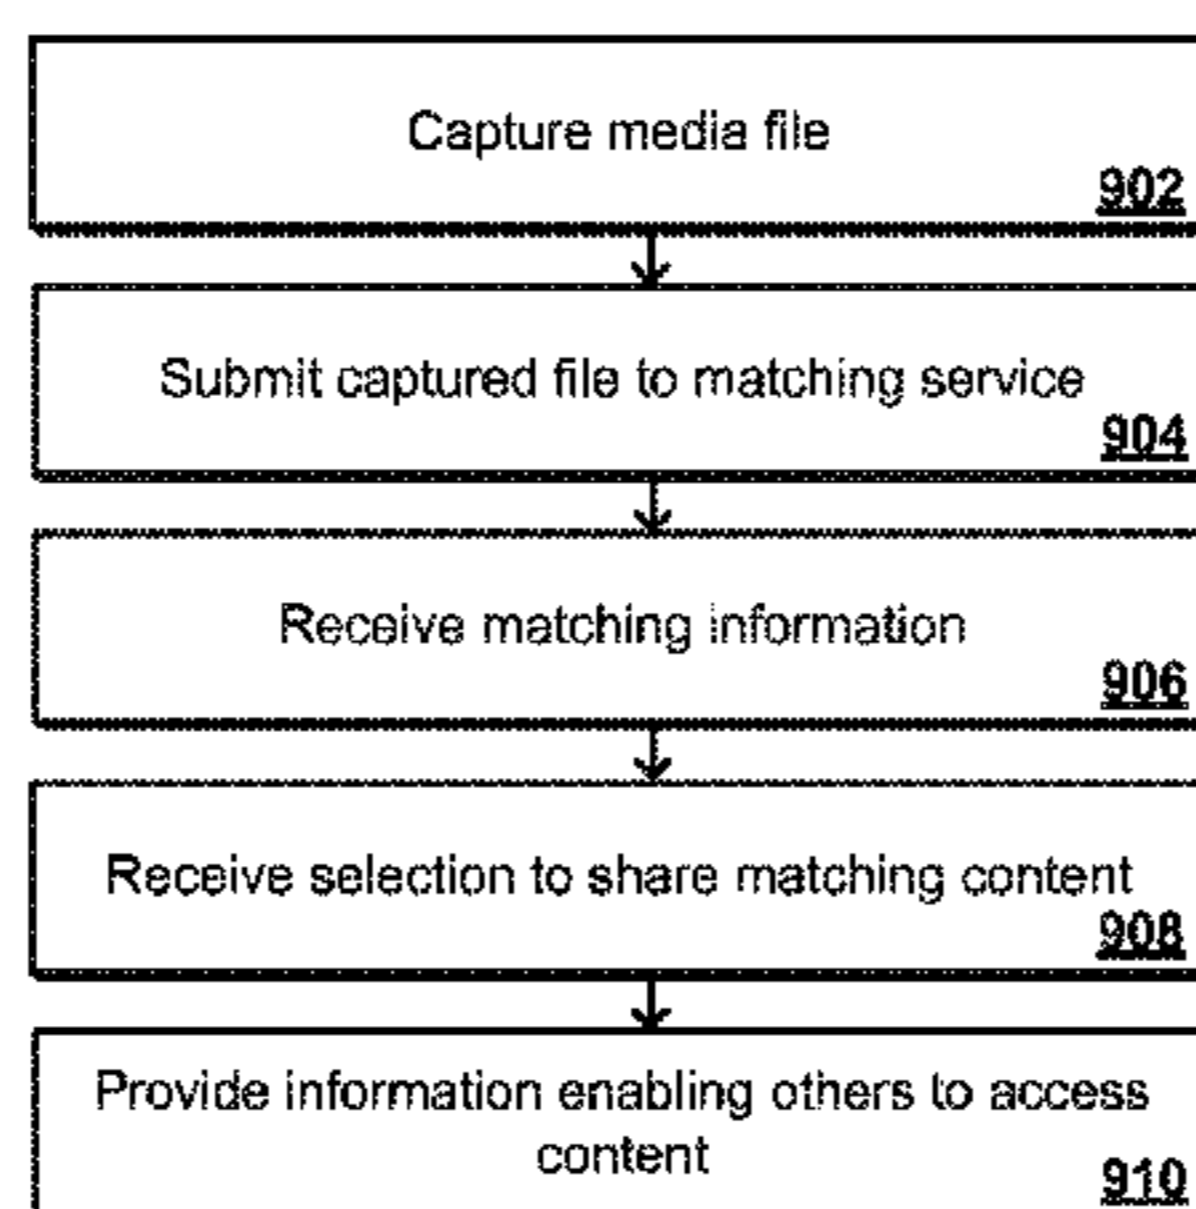 Capture media file
902
Submit captured file to matching service
904
Receive matching information
906
Receive selection to share matching content
908
Provide information enabling others to access
content
910